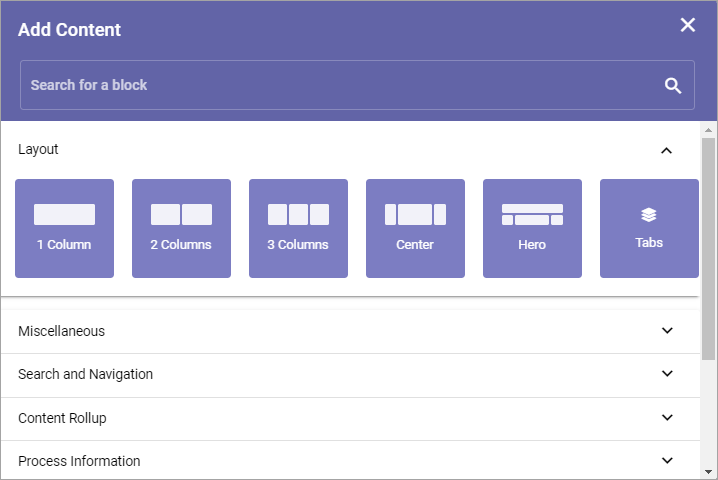 Add Content
Search for a block
Layout
1 Column
2 Columns
3 Columns
Center
Hero
Tabs
Miscellaneous
Search and Navigation
Content Rollup
Process Information